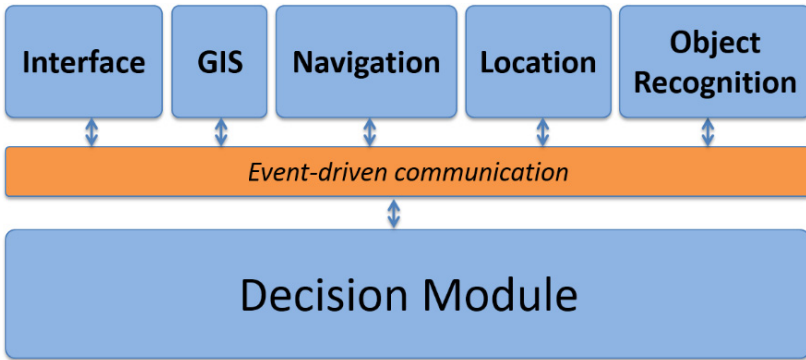 Interface
GIS
Navigation
Location
Object
Recognition
Event-driven communication
Decision Module